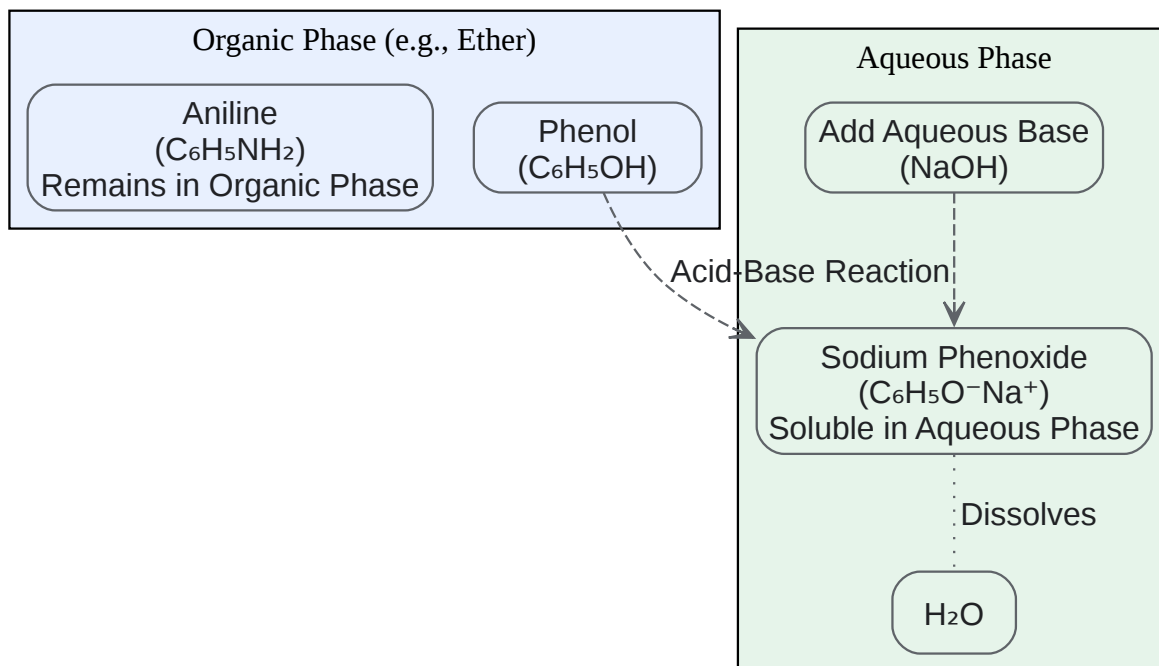 Organic Phase (e.g., Ether)
Aniline
(C₆H₅NH₂)
Remains in Organic Phase
Phenol
(C₆H₅OH)
Aqueous Phase
Add Aqueous Base
(NaOH)
Acid-Base Reaction
Sodium Phenoxide
(C₆H₅O⁻Na⁺)
Soluble in Aqueous Phase
Dissolves
H₂O